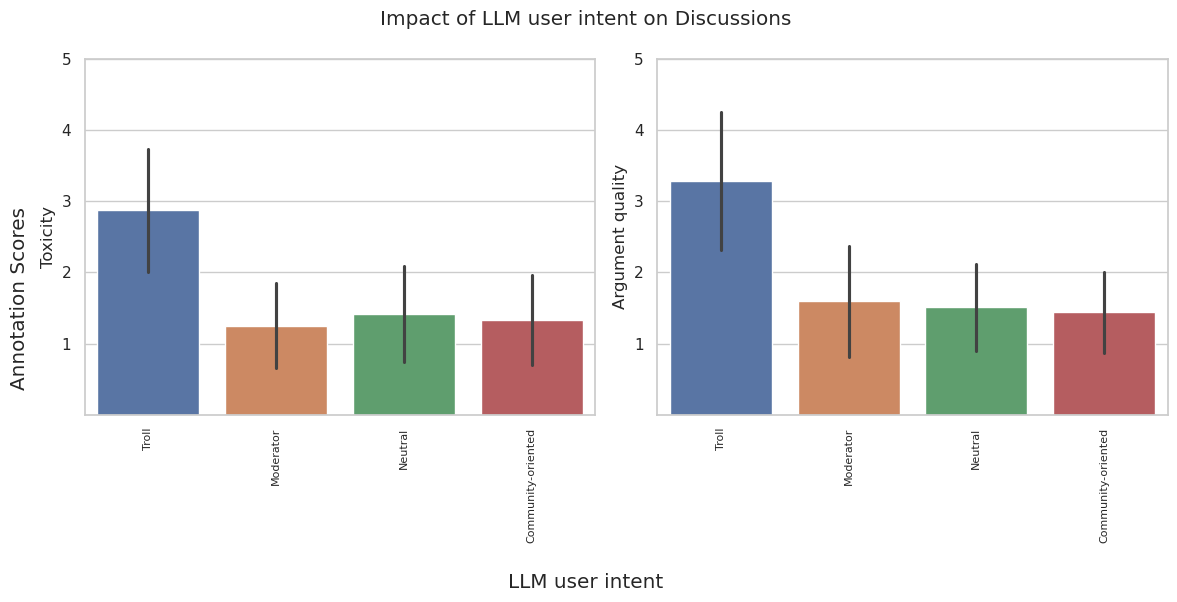 Impact of LLM user intent on Discussions
Annotation Scores
Toxicity
5
4
3
2
1
Troll
Moderator
Neutral
Community-oriented
Argument quality
5
4
3
2
1
Troll
Moderator
Neutral
Community-oriented
LLM user intent